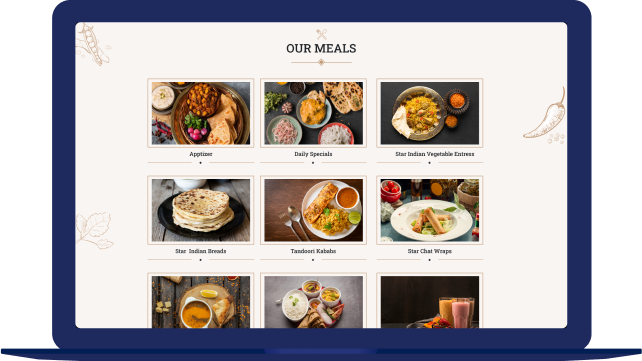 OUR MEALS
Apptizer
Daily Specials
Star Indian Vegetable Entress
Star Indian Breads
Tandoori Kababs
Star Chat Wraps